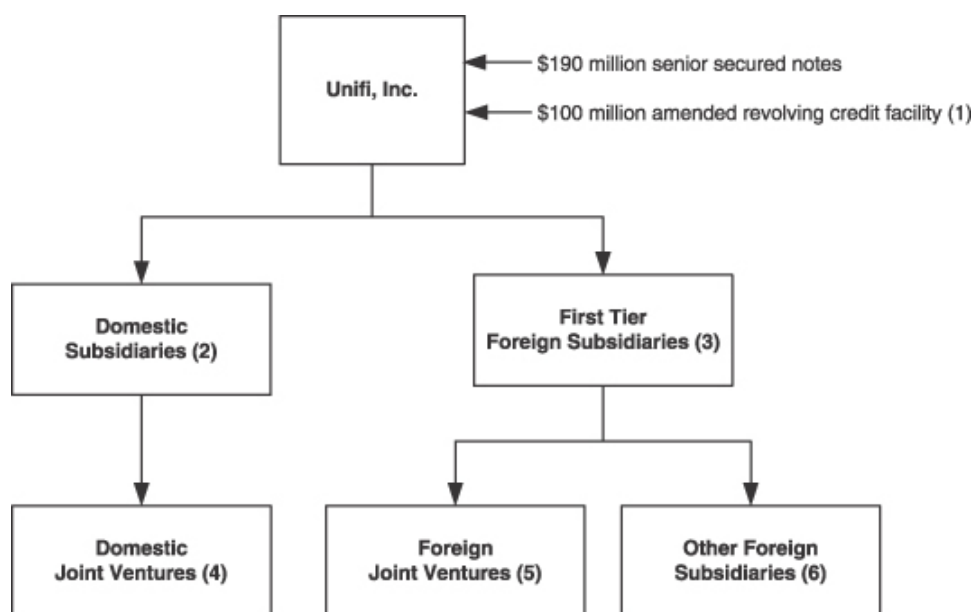 Unifi, Inc.
$190 million senior secured notes
$100 million amended revolving credit facility (1)
Domestic
Subsidiaries (2)
First Tier
Foreign Subsidiaries (3)
Domestic
Joint Ventures (4)
Foreign
Joint Ventures (5)
Other Foreign
Subsidiaries (6)